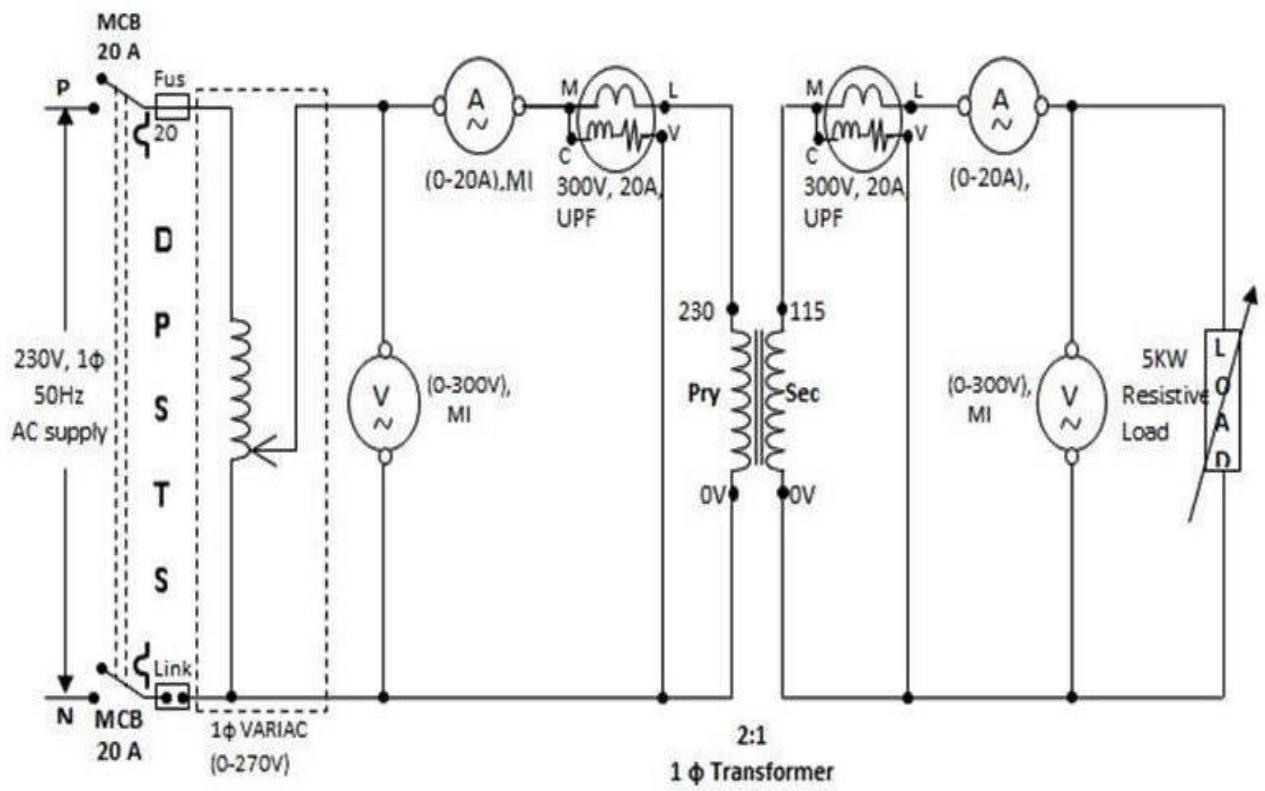 MCB
20 A
P
Fus
20
D
P
S
T
S
230V, 1ϕ
50Hz
AC supply
Link
N
MCB
20 A
1ϕ VARIAC
(0-270V)
A
~
(0-20A),MI
V
~
(0-300V),
MI
M
L
C
V
300V, 20A,
UPF
230
Pry
0V
115
Sec
0V
2:1
1 ϕ Transformer
M
L
C
V
300V, 20A
UPF
A
~
(0-20A),
V
~
(0-300V),
MI
5KW
Resistive
Load
L
O
A
D